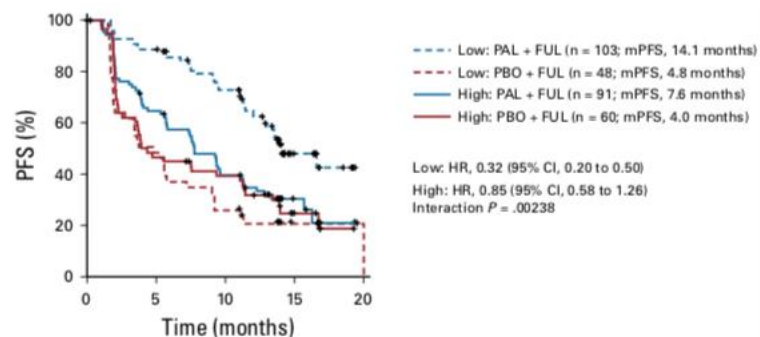 100
80
60
40
20
0
PFS (%)
0
5
10
15
20
Time (months)
Low: PAL + FUL (n = 103; mPFS, 14.1 months)
Low: PBO + FUL (n = 48; mPFS, 4.8 months)
High: PAL + FUL (n = 91; mPFS, 7.6 months)
High: PBO + FUL (n = 60; mPFS, 4.0 months)
Low: HR, 0.32 (95% CI, 0.20 to 0.50)
High: HR, 0.85 (95% CI, 0.58 to 1.26)
Interaction P = .00238